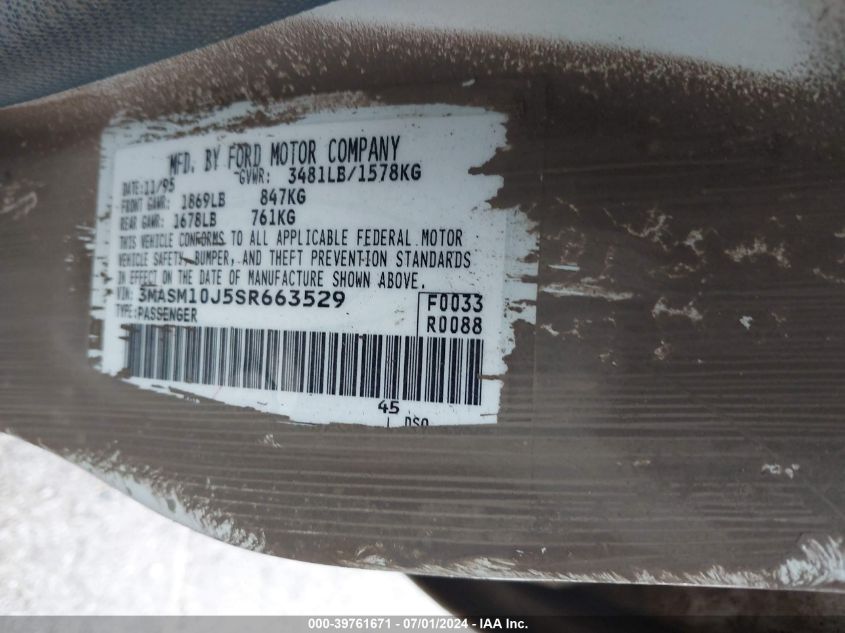 MFD. BY FORD MOTOR COMPANY
DATE: 11/95 GVWR: 3481LB/1578KG
FRONT GAWR: 1869LB 847KG
REAR GAWR: 1678LB 761KG
THIS VEHICLE CONFORMS TO ALL APPLICABLE FEDERAL MOTOR
VEHICLE SAFETY, BUMPER, AND THEFT PREVENTION STANDARDS
IN EFFECT ON THE DATE OF MANUFACTURE SHOWN ABOVE.
VIN: 3MASM10J5SR663529 F0033
TYPE: PASSENGER R0088
45
DSO
000-39761671 - 07/01/2024 - IAA Inc.